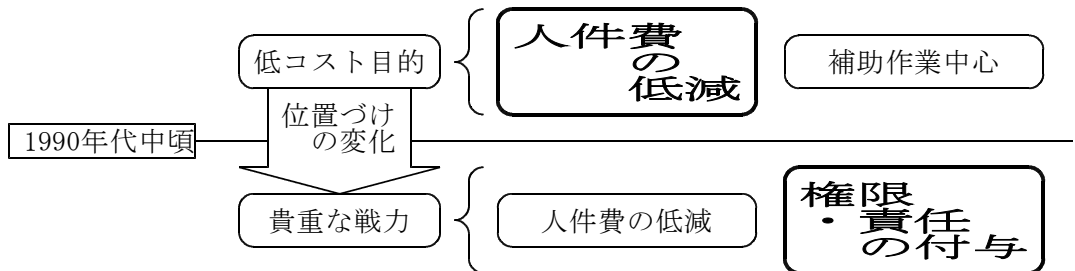 低コスト目的
人件費
の
低減
補助作業中心
位置づけ
の変化
1990年代中頃
貴重な戦力
人件費の低減
権限
・責任
の付与